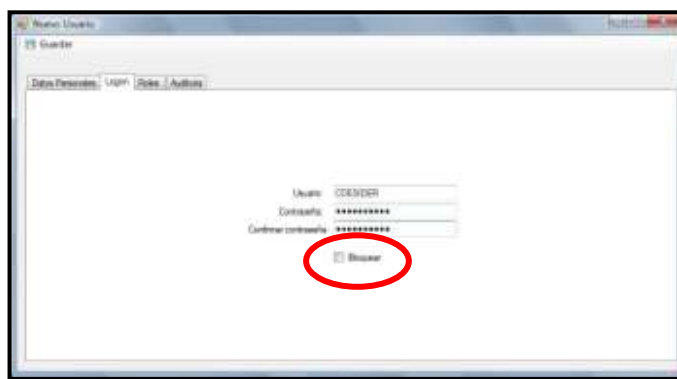 Nuevo Usuario
Guardar
Datos Personales Logon Roles Auditoria
Usuario
Contraseña
Confirmar contraseña
Bloquear